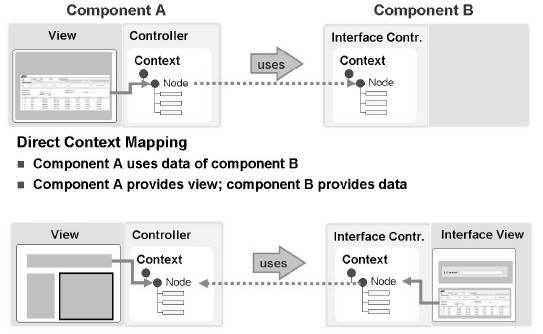 Component A Component B
View Controller Interface Contr.
Context Context
uses
Node Node
Direct Context Mapping
■ Component A uses data of component B
■ Component A provides view; component B provides data
View Controller Interface Contr. Interface View
Context Context
uses
Node Node